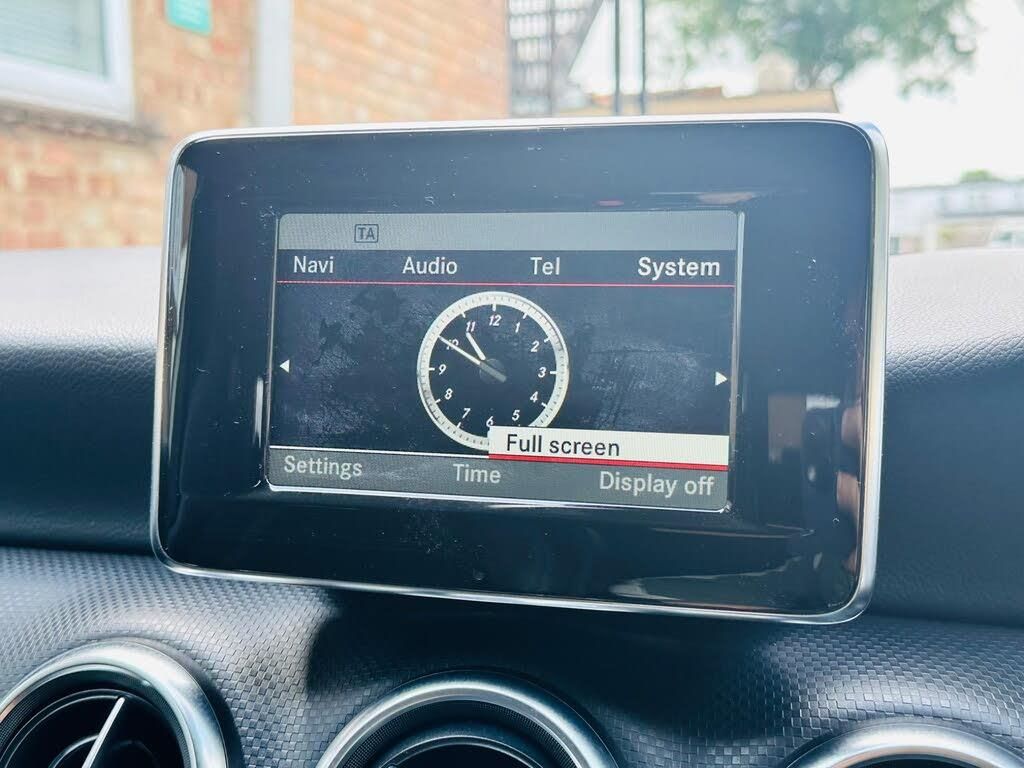 TA
Navi Audio Tel System
12
11 1
10 2
9 3
8 4
7 5
6
Full screen
Settings Time Display off